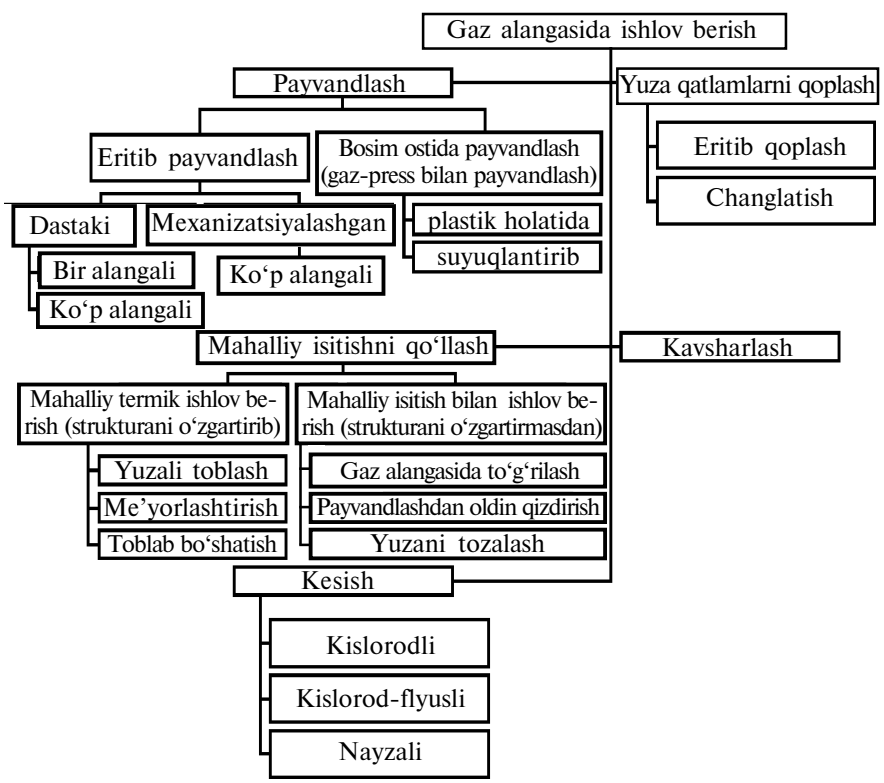 Gaz alangasida ishlov berish
Payvandlash
Yuza qatlamlarni qoplash
Eritib payvandlash
Bosim ostida payvandlash
(gaz-press bilan payvandlash)
Eritib qoplash
Changlatish
Dastaki
Mexanizatsiyalashgan
plastik holatida
suyuqlantirib
Bir alangali
Ko‘p alangali
Ko‘p alangali
Mahalliy isitishni qo‘llash
Kavsharlash
Mahalliy termik ishlov be-
rish (strukturani o‘zgartirib)
Mahalliy isitish bilan ishlov be-
rish (strukturani o‘zgartirmasdan)
Yuzali toblash
Me’yorlashtirish
Toblab bo‘shatish
Gaz alangasida to‘g‘rilash
Payvandlashdan oldin qizdirish
Yuzani tozalash
Kesish
Kislorodli
Kislorod-flyusli
Nayzali